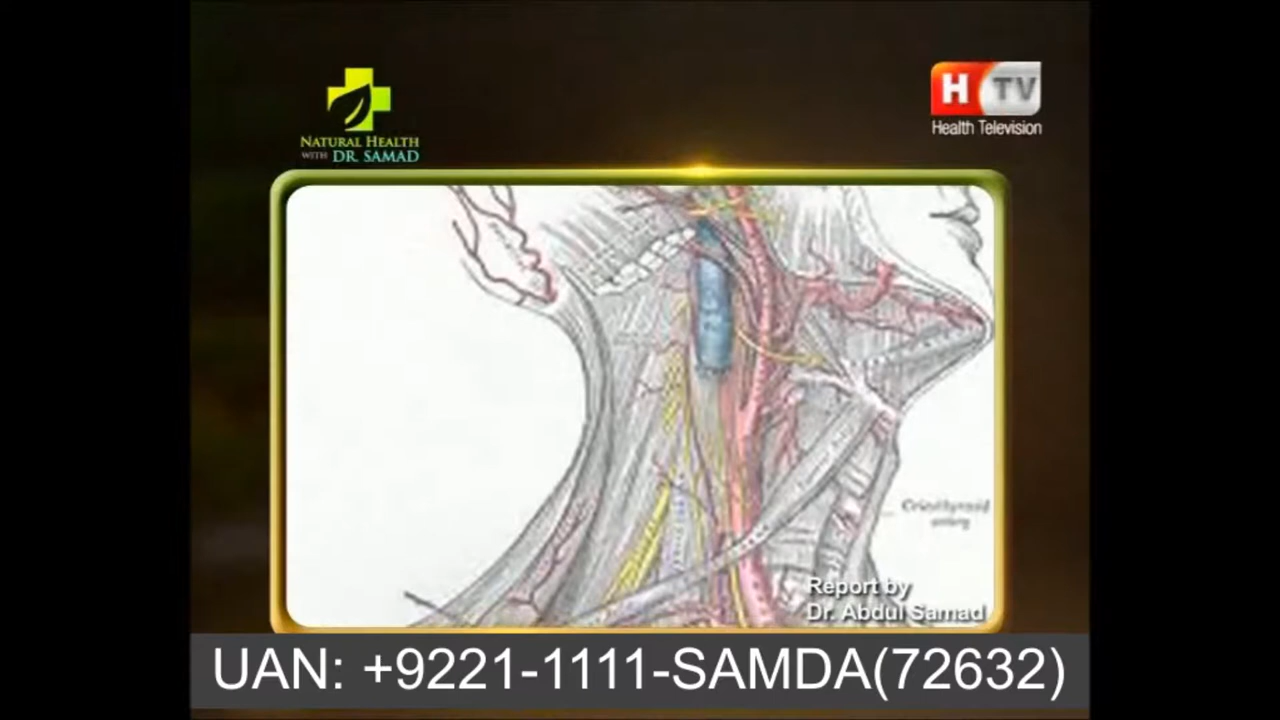 NATURAL HEALTH
WITH DR. SAMAD
H TV
Health Television
Cricothyroid
artery
Report by
Dr. Abdul Samad
UAN: +9221-1111-SAMDA(72632)